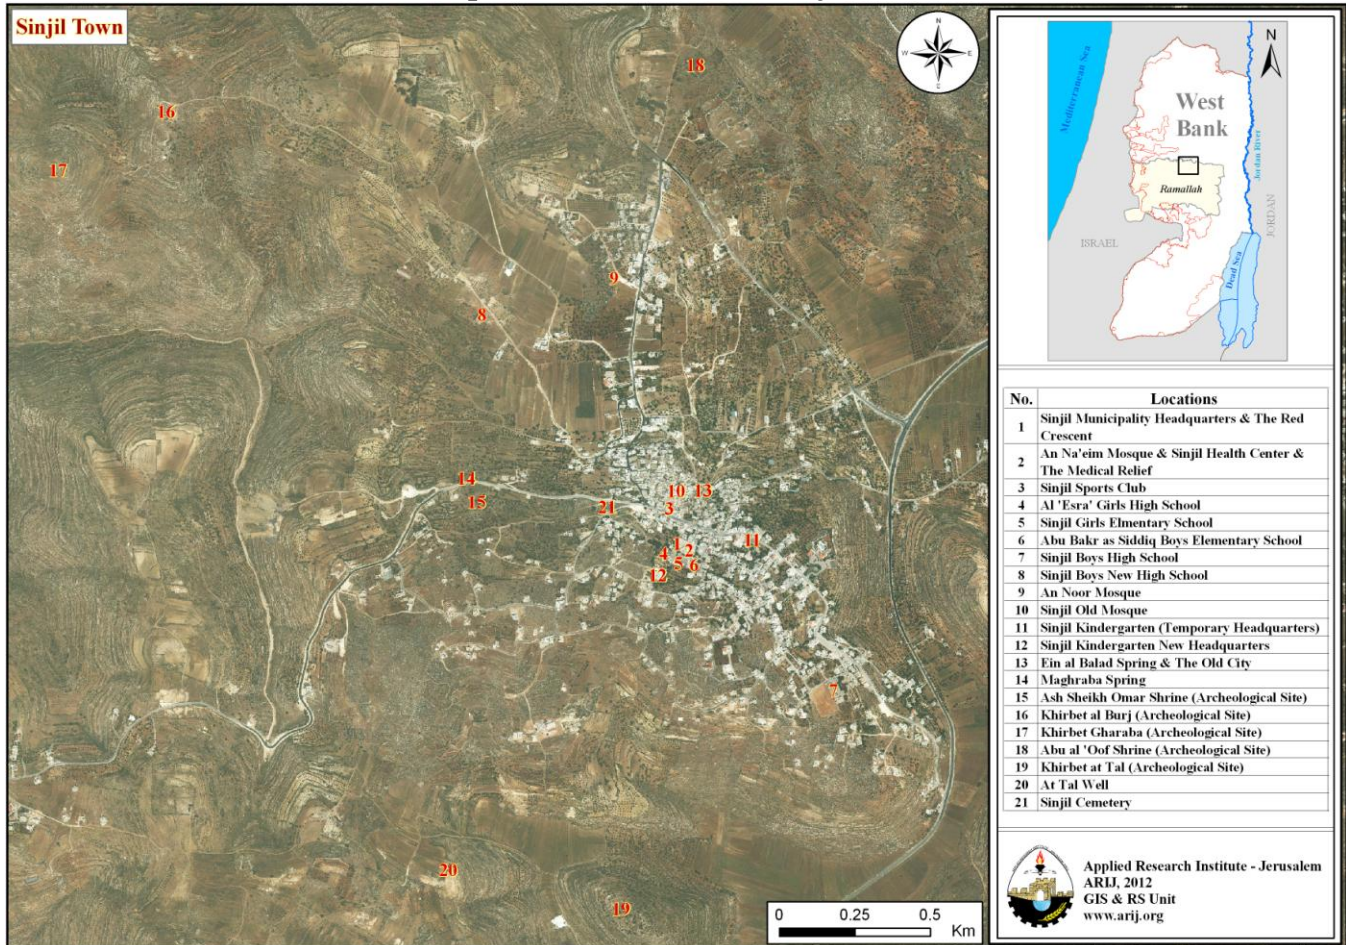 Sinjil Town
N
W
E
S
18
16
17
9
8
14
15
10
13
21
3
1
11
4
2
5
6
12
7
20
19
0
0.25
0.5
Km
N
Mediterranean Sea
West
Bank
Jordan River
Ramallah
JORDAN
ISRAEL
Dead Sea
No. Locations
1 Sinjil Municipality Headquarters & The Red
Crescent
2 An Na'eim Mosque & Sinjil Health Center &
The Medical Relief
3 Sinjil Sports Club
4 Al 'Esra' Girls High School
5 Sinjil Girls Elmentary School
6 Abu Bakr as Siddiq Boys Elementary School
7 Sinjil Boys High School
8 Sinjil Boys New High School
9 An Noor Mosque
10 Sinjil Old Mosque
11 Sinjil Kindergarten (Temporary Headquarters)
12 Sinjil Kindergarten New Headquarters
13 Ein al Balad Spring & The Old City
14 Maghraba Spring
15 Ash Sheikh Omar Shrine (Archeological Site)
16 Khirbet al Burj (Archeological Site)
17 Khirbet Gharaba (Archeological Site)
18 Abu al 'Oof Shrine (Archeological Site)
19 Khirbet at Tal (Archeological Site)
20 At Tal Well
21 Sinjil Cemetery
Applied Research Institute - Jerusalem
ARIJ, 2012
GIS & RS Unit
www.arij.org